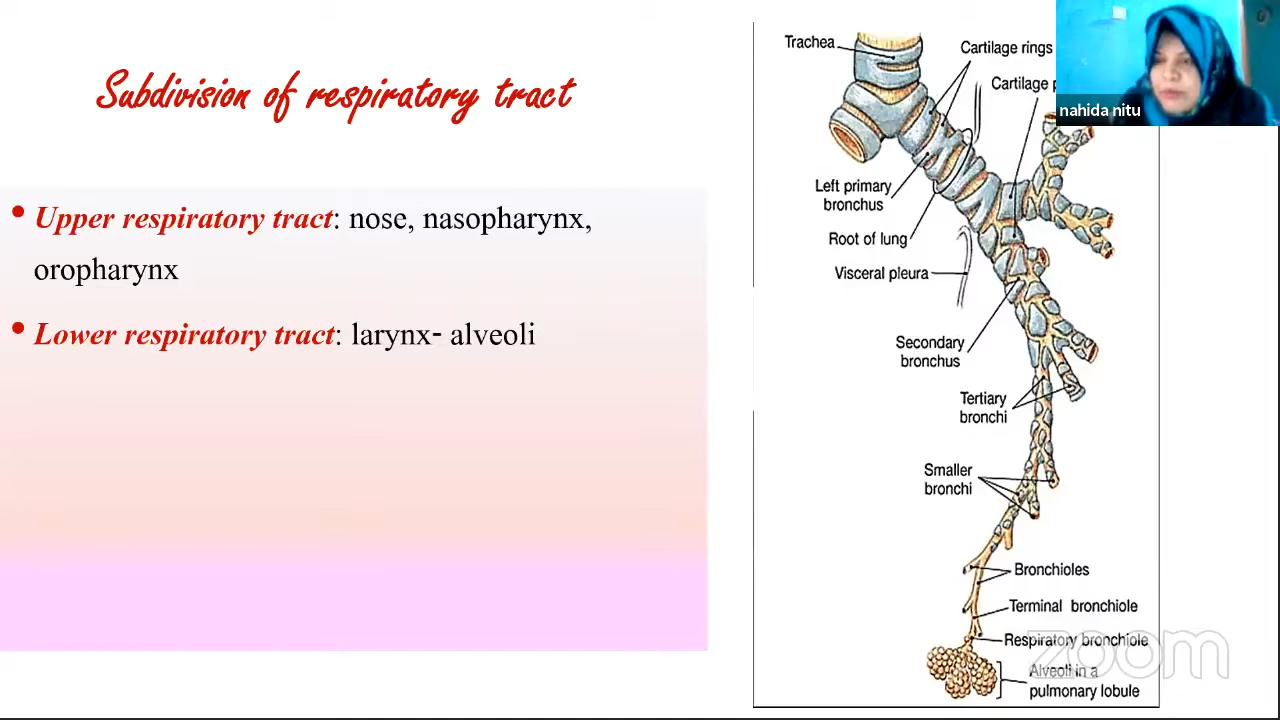 Subdivision of respiratory tract
• Upper respiratory tract: nose, nasopharynx,
oropharynx
• Lower respiratory tract: larynx- alveoli
Trachea
Cartilage rings
Cartilage p
nahida nitu
Left primary
bronchus
Root of lung
Visceral pleura
Secondary
bronchus
Tertiary
bronchi
Smaller
bronchi
Bronchioles
Terminal bronchiole
Respiratory bronchiole
Alveoli in a
pulmonary lobule
zoom